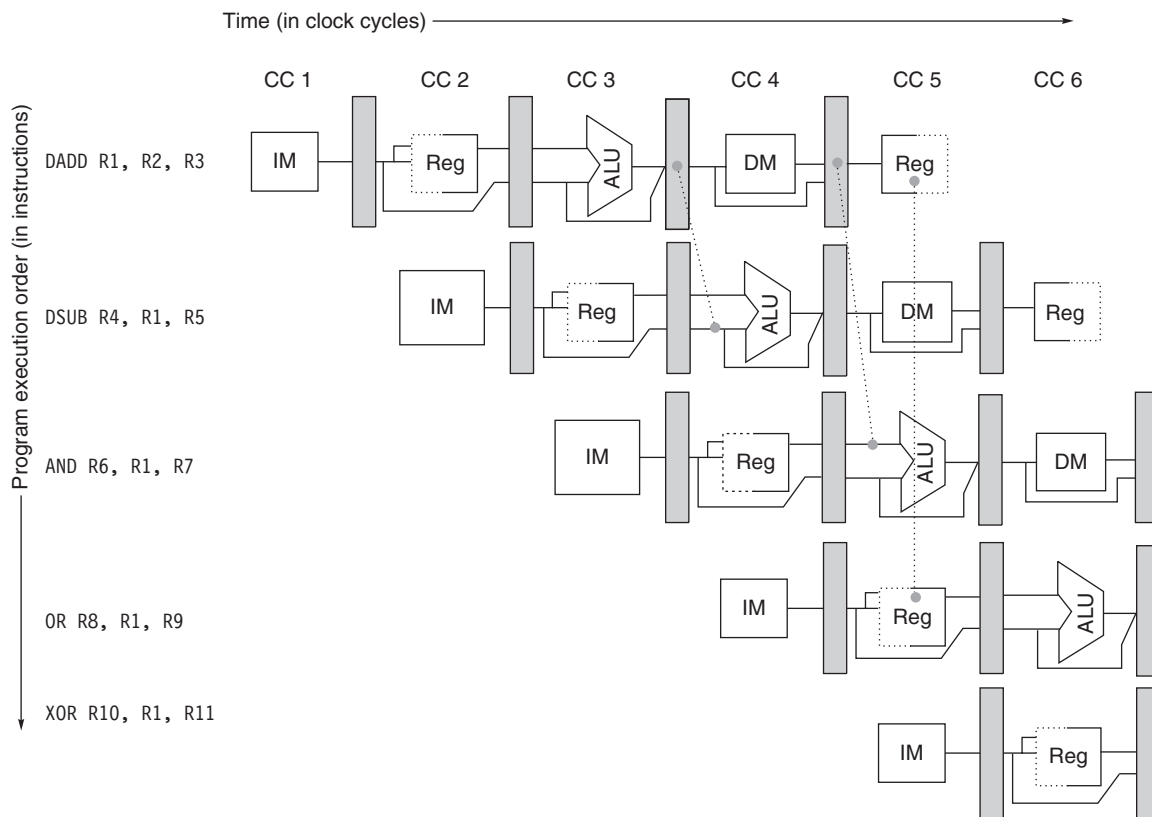 Time (in clock cycles)
CC 1 CC 2 CC 3 CC 4 CC 5 CC 6
Program execution order (in instructions)
DADD R1, R2, R3
IM Reg ALU DM Reg
DSUB R4, R1, R5
IM Reg ALU DM Reg
AND R6, R1, R7
IM Reg ALU DM
OR R8, R1, R9
IM Reg ALU
XOR R10, R1, R11
IM Reg